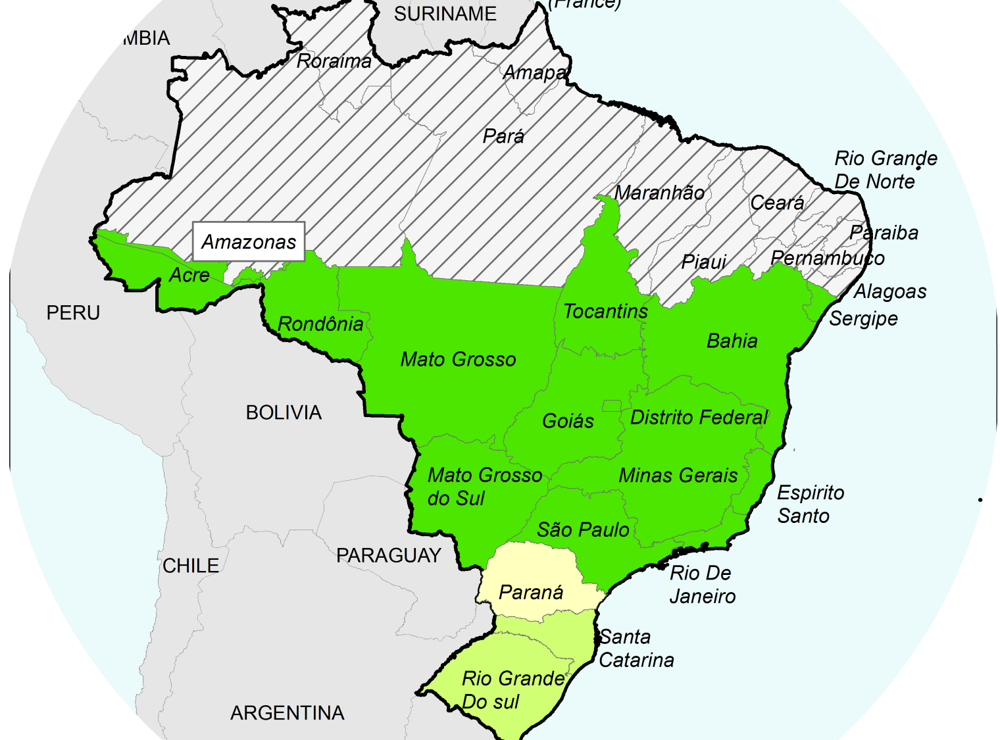 (France)
SURINAME
MBIA
Roraima
Amapa
Pará
Rio Grande
De Norte
Maranhão
Ceará
Paraiba
Amazonas
Pernambuco
Piaui
Acre
Alagoas
PERU
Tocantins
Sergipe
Rondônia
Bahia
Mato Grosso
BOLIVIA
Goiás
Distrito Federal
Mato Grosso
do Sul
Minas Gerais
Espirito
Santo
São Paulo
PARAGUAY
CHILE
Rio De
Janeiro
Paraná
Santa
Catarina
Rio Grande
Do sul
ARGENTINA